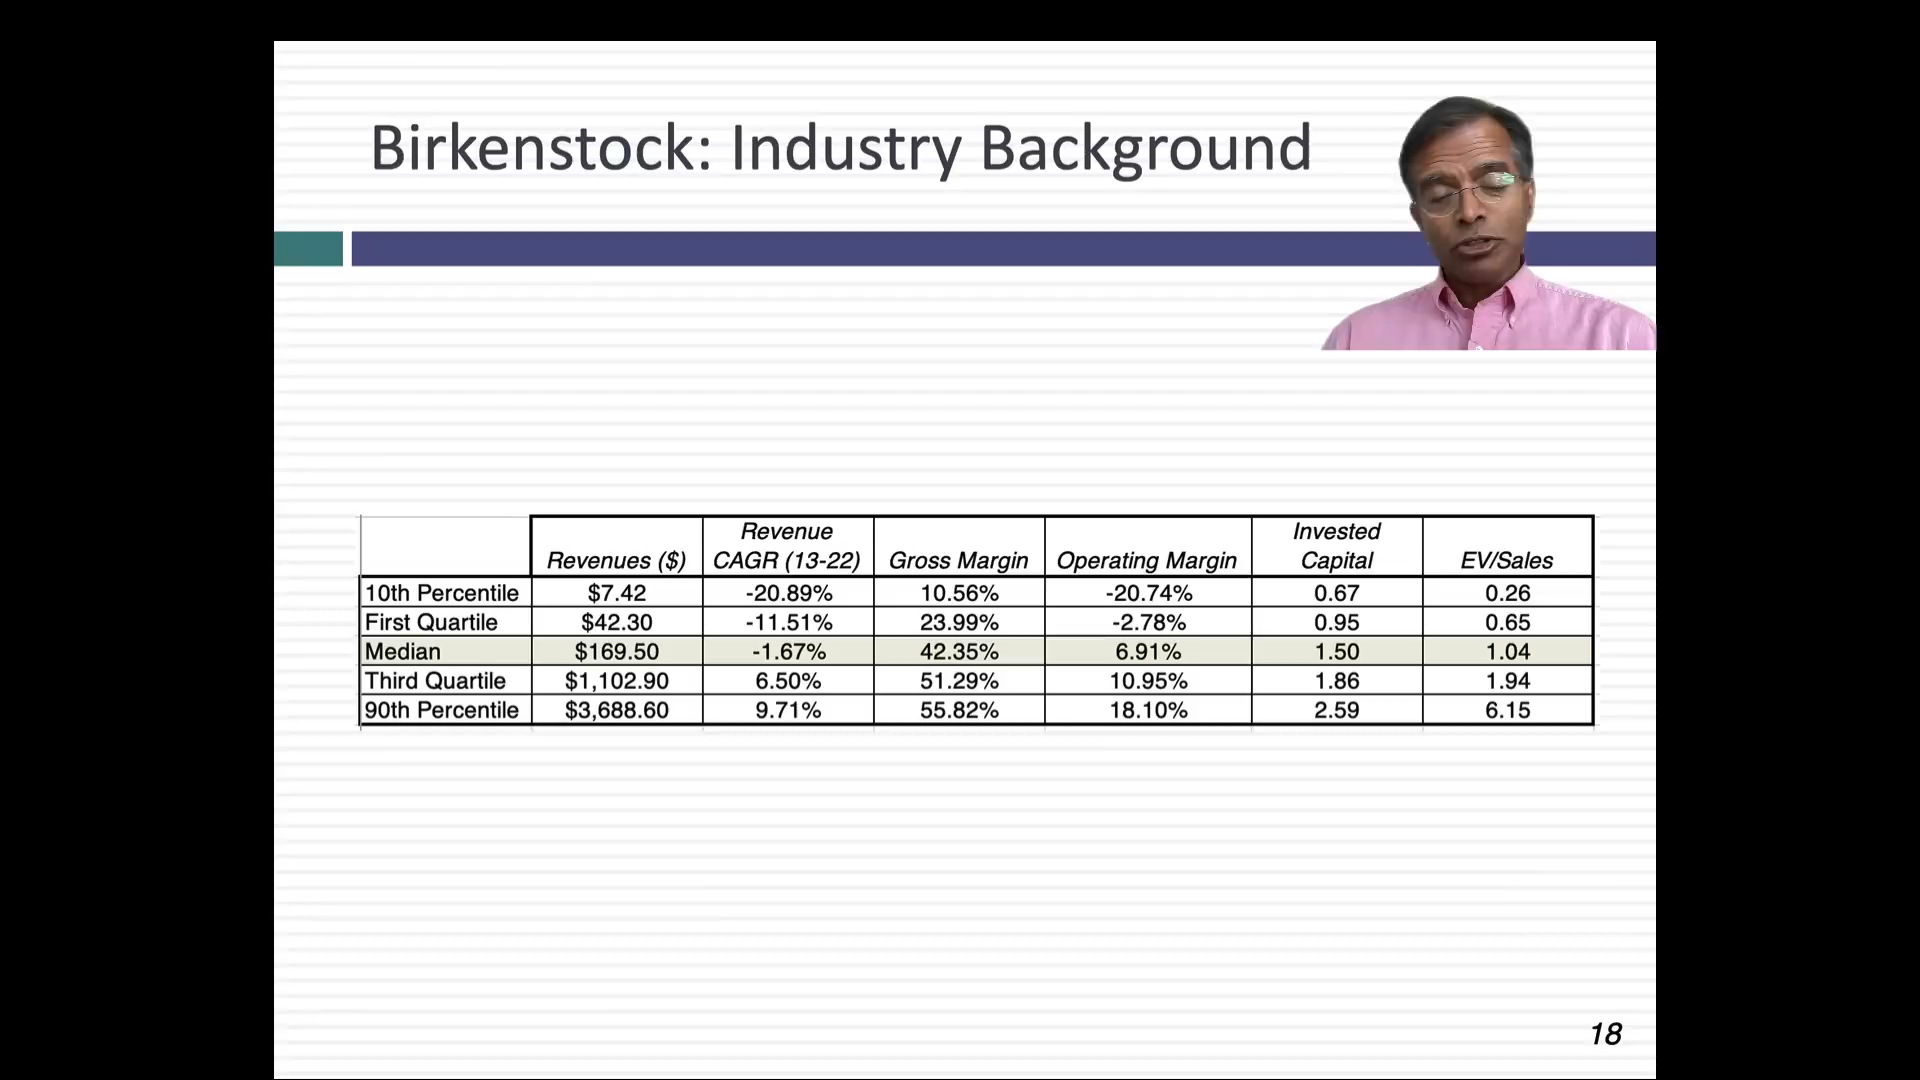 Birkenstock: Industry Background
Revenues ($) Revenue CAGR (13-22) Gross Margin Operating Margin Invested Capital EV/Sales
10th Percentile $7.42 -20.89% 10.56% -20.74% 0.67 0.26
First Quartile $42.30 -11.51% 23.99% -2.78% 0.95 0.65
Median $169.50 -1.67% 42.35% 6.91% 1.50 1.04
Third Quartile $1,102.90 6.50% 51.29% 10.95% 1.86 1.94
90th Percentile $3,688.60 9.71% 55.82% 18.10% 2.59 6.15
18